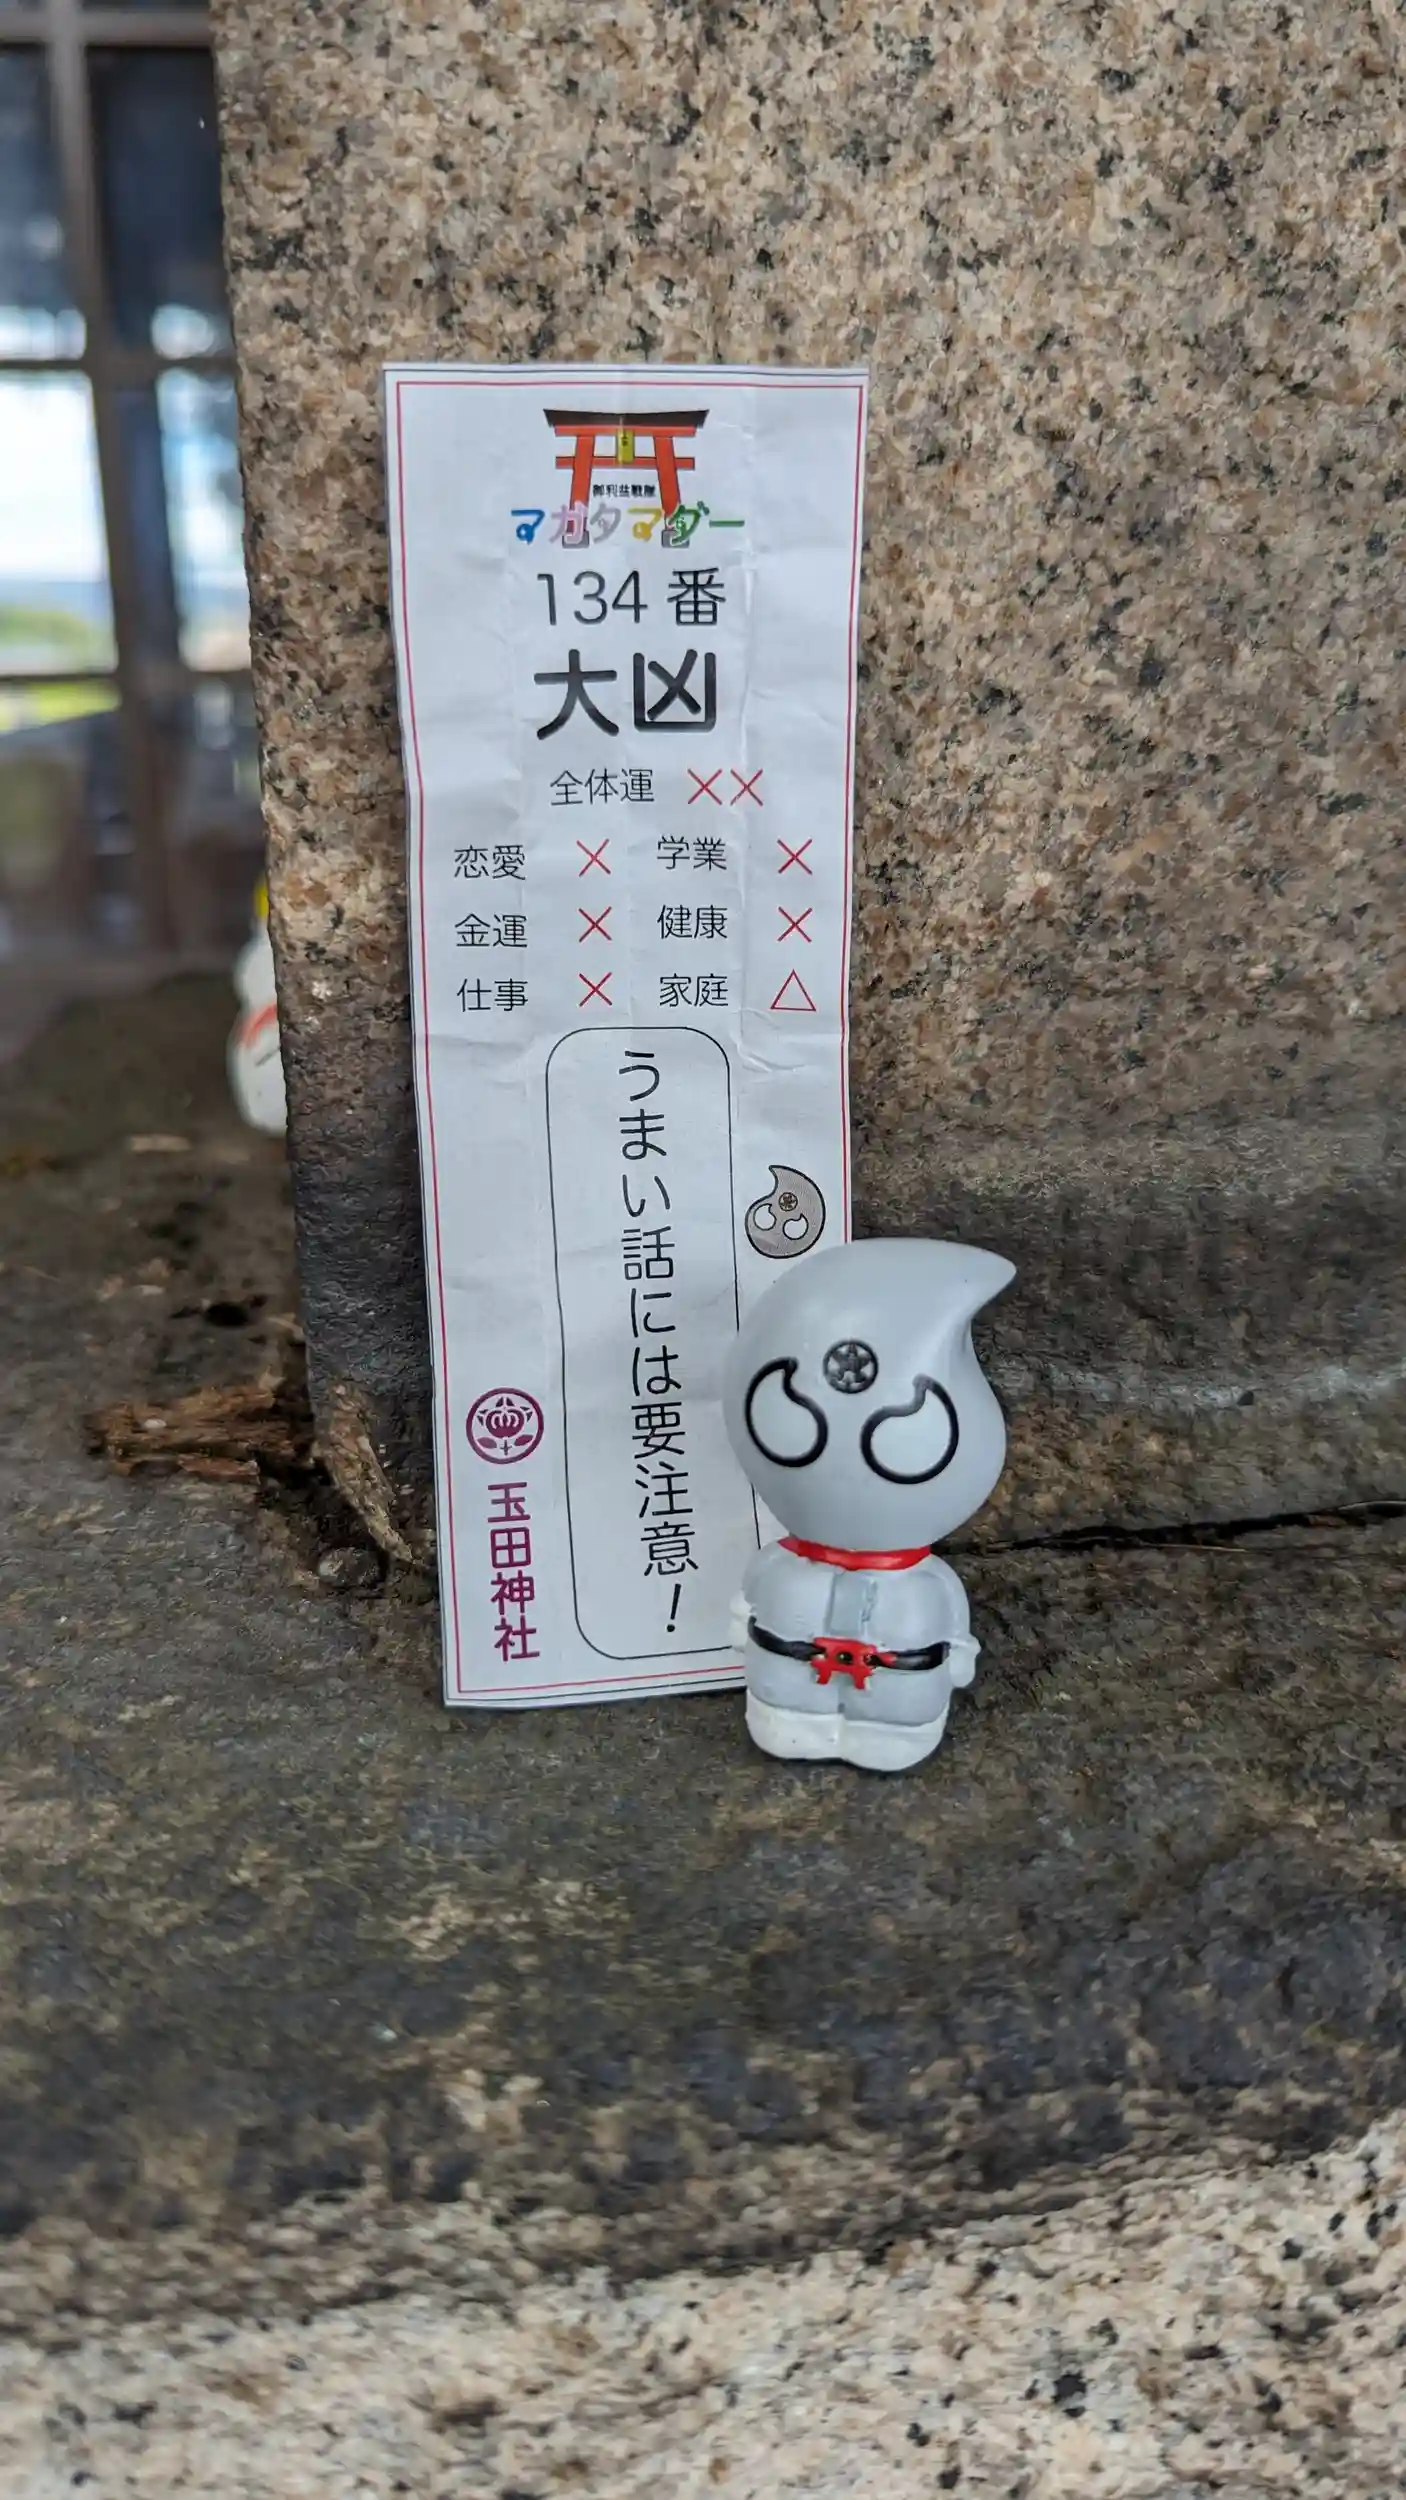 御利益戦隊
マガタマダー
134番
大凶
全体運 ××
恋愛 × 学業 ×
金運 × 健康 ×
仕事 × 家庭 △
うまい話には要注意！
玉田神社